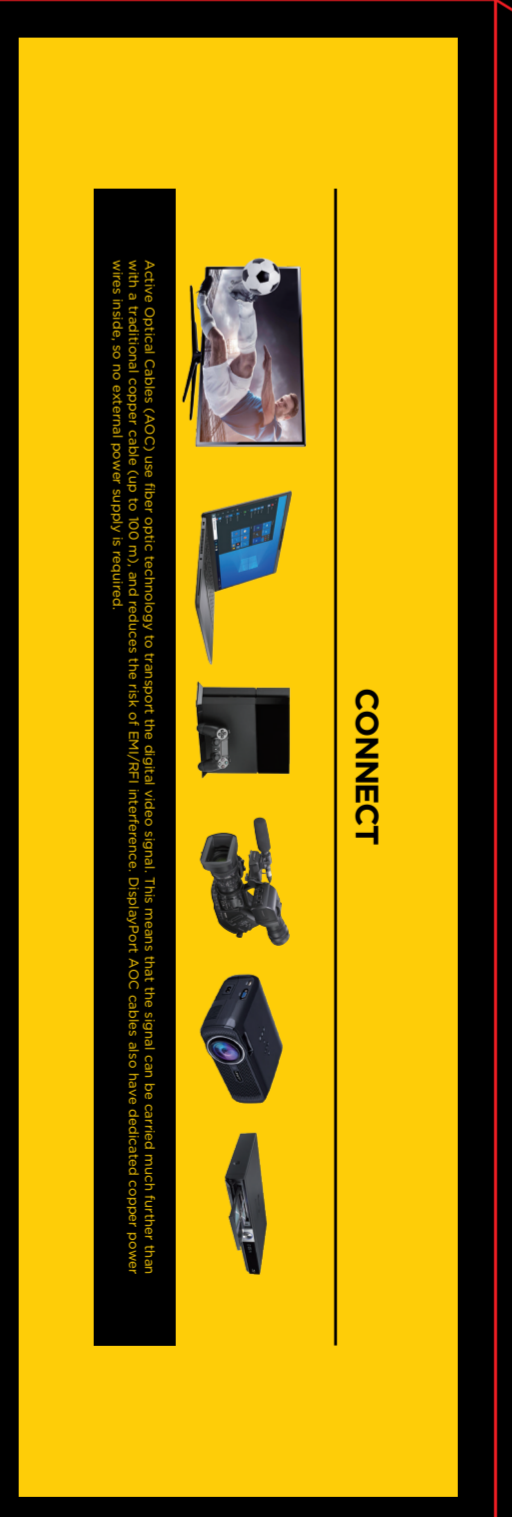 CONNECT
Active Optical Cables (AOC) use fiber optic technology to transport the digital video signal. This means that the signal can be carried much further than
with a traditional copper cable (up to 100 m), and reduces the risk of EMI/RFI interference. DisplayPort AOC cables also have dedicated copper power
wires inside, so no external power supply is required.